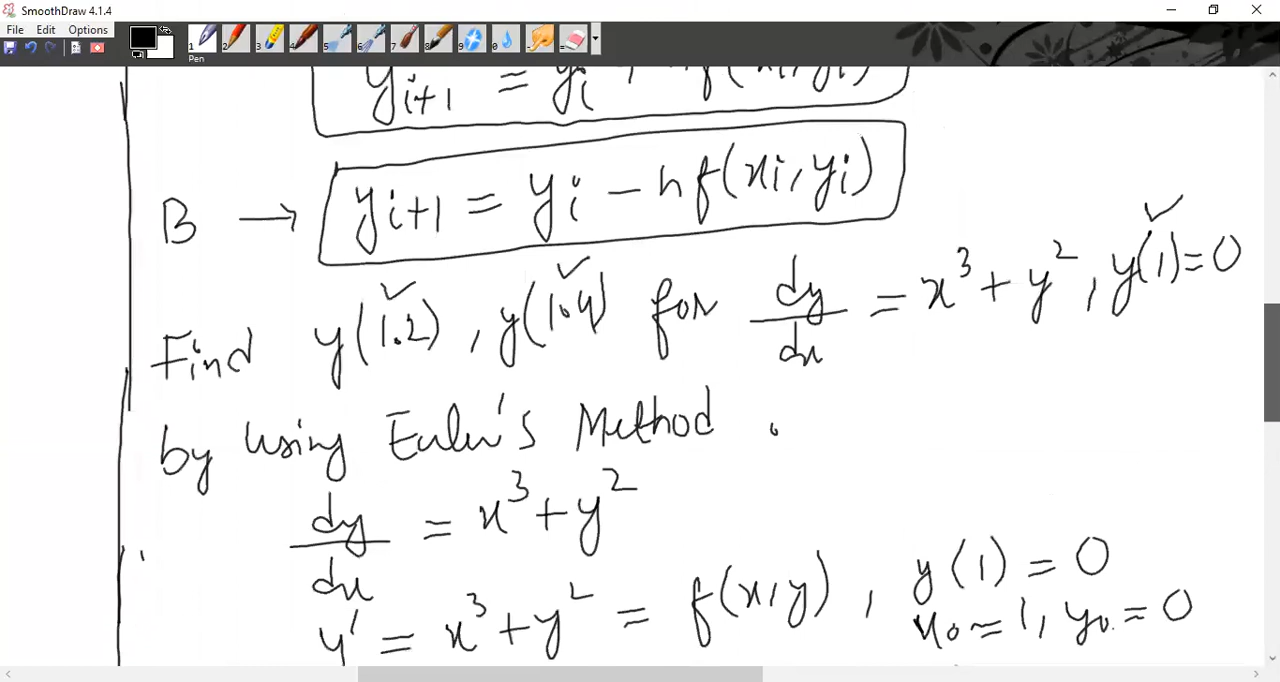 SmoothDraw 4.1.4
File Edit Options
Pen
yi+1 = yi + hf(xi,yi)
B → yi+1 = yi - hf(xi,yi)
Find y(1.2), y(1.4) for dy/dx = x³ + y², y(1)=0
by using Euler's Method .
dy/dx = x³ + y²
y' = x³ + y² = f(x,y), y(1) = 0
x0 = 1, y0 = 0